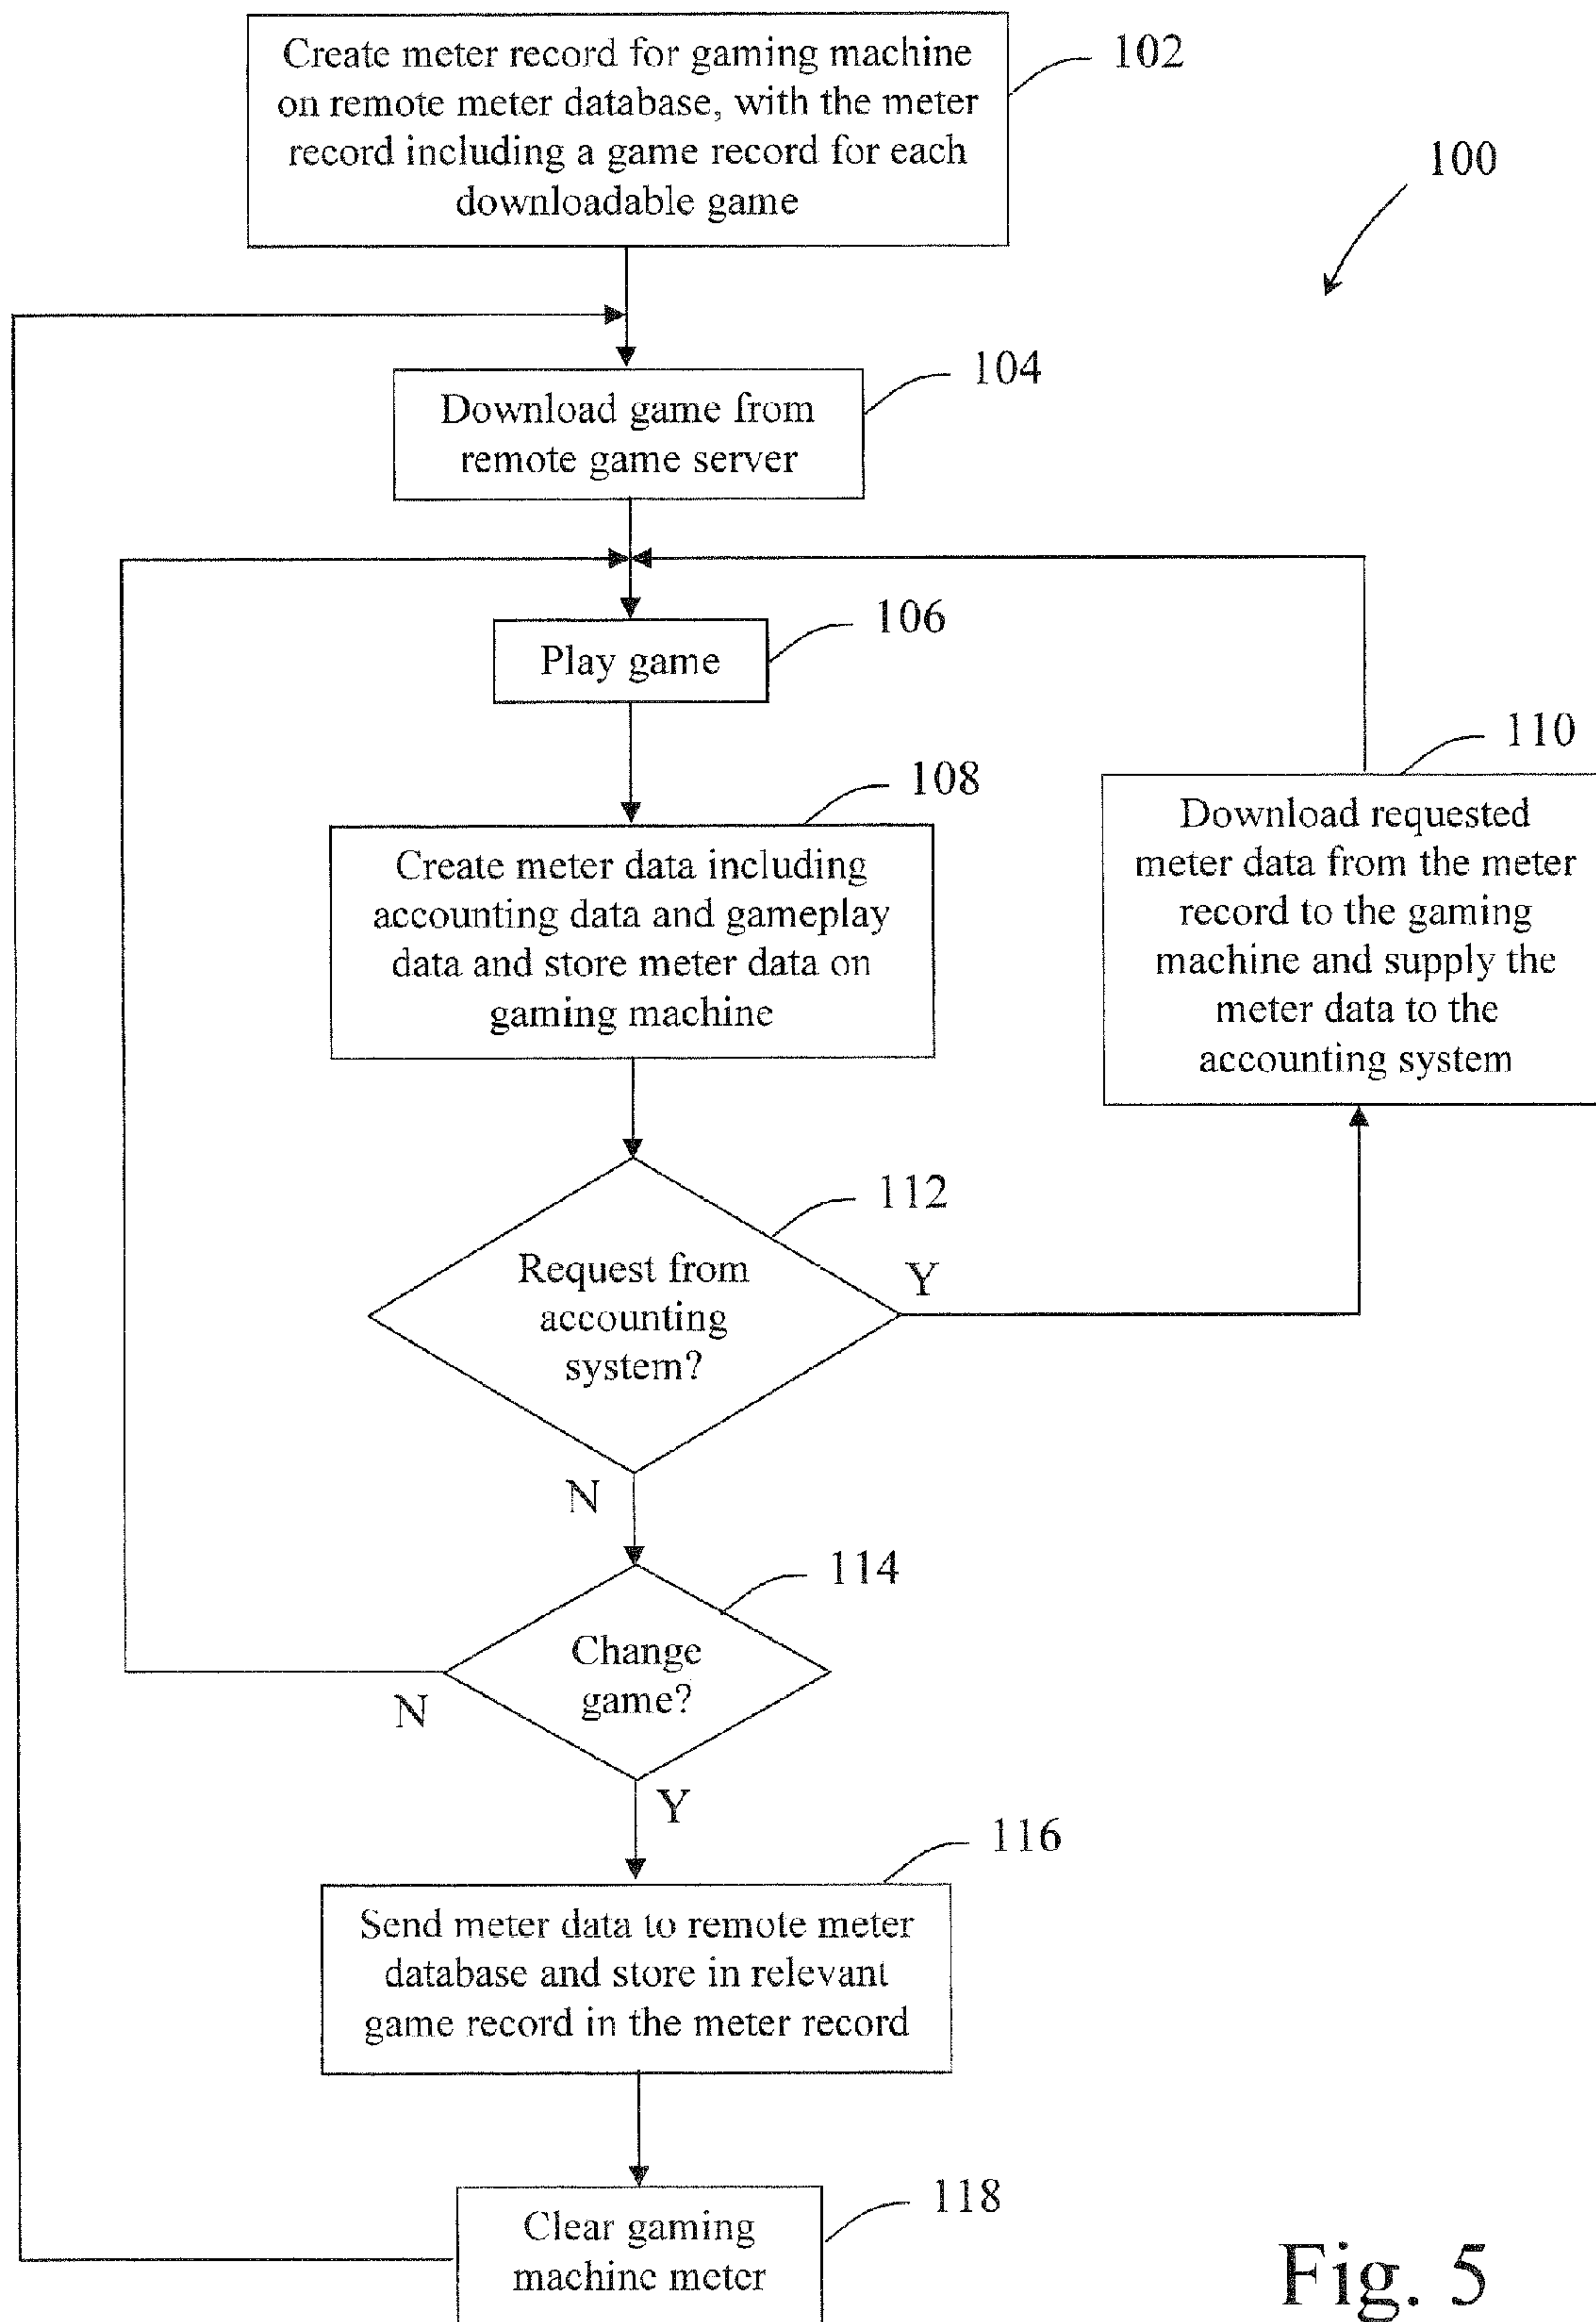 Create meter record for gaming machine
on remote meter database, with the meter
record including a game record for each
downloadable game
102
100
Download game from
remote game server
104
Play game
106
Create meter data including
accounting data and gameplay
data and store meter data on
gaming machine
108
Download requested
meter data from the meter
record to the gaming
machine and supply the
meter data to the
accounting system
110
Request from
accounting
system?
112
Y
N
Change
game?
114
N
Y
Send meter data to remote meter
database and store in relevant
game record in the meter record
116
Clear gaming
machine meter
118
Fig. 5